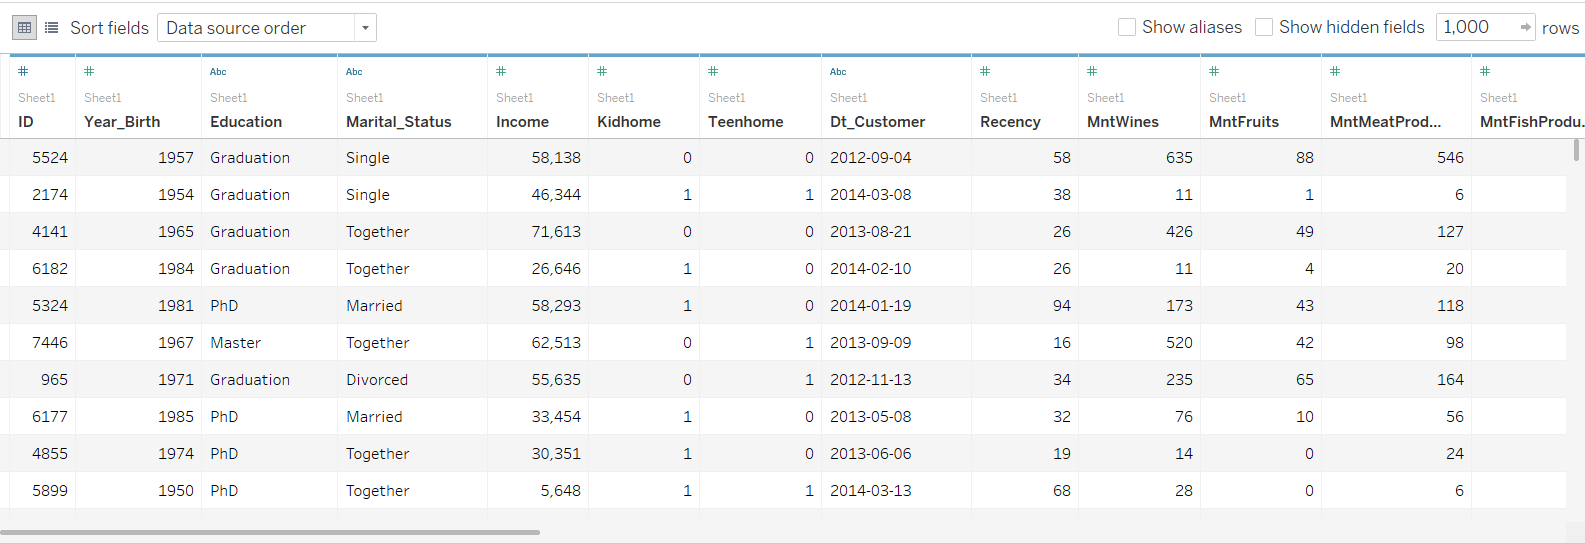 Sort fields Data source order Show aliases Show hidden fields 1,000 rows
# # Abc Abc # # # Abc # # # # #
Sheet1 Sheet1 Sheet1 Sheet1 Sheet1 Sheet1 Sheet1 Sheet1 Sheet1 Sheet1 Sheet1 Sheet1 Sheet1
ID Year_Birth Education Marital_Status Income Kidhome Teenhome Dt_Customer Recency MntWines MntFruits MntMeatProd... MntFishProdu.
5524 1957 Graduation Single 58,138 0 0 2012-09-04 58 635 88 546
2174 1954 Graduation Single 46,344 1 1 2014-03-08 38 11 1 6
4141 1965 Graduation Together 71,613 0 0 2013-08-21 26 426 49 127
6182 1984 Graduation Together 26,646 1 0 2014-02-10 26 11 4 20
5324 1981 PhD Married 58,293 1 0 2014-01-19 94 173 43 118
7446 1967 Master Together 62,513 0 1 2013-09-09 16 520 42 98
965 1971 Graduation Divorced 55,635 0 1 2012-11-13 34 235 65 164
6177 1985 PhD Married 33,454 1 0 2013-05-08 32 76 10 56
4855 1974 PhD Together 30,351 1 0 2013-06-06 19 14 0 24
5899 1950 PhD Together 5,648 1 1 2014-03-13 68 28 0 6